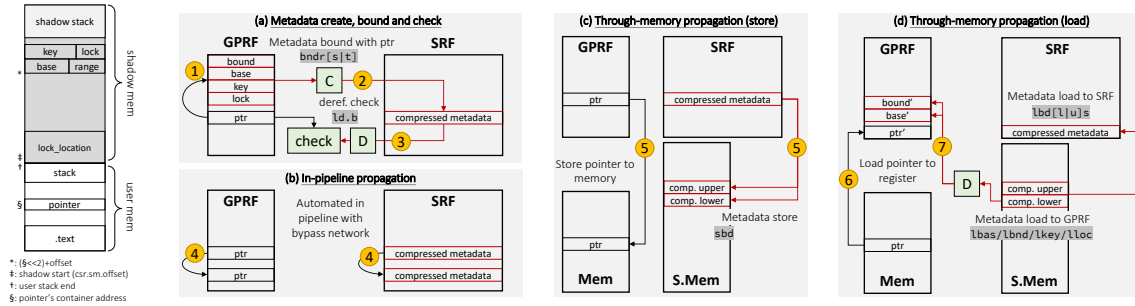 shadow stack
key lock
base range
*
lock_location
‡
†
stack
§
pointer
.text
shadow mem
user mem
*: (§<<2)+offset
‡: shadow start (csr.sm.offset)
†: user stack end
§: pointer's container address
(a) Metadata create, bound and check
GPRF
Metadata bound with ptr
bndr[s|t]
SRF
bound
base
key
lock
ptr
1
C
2
deref. check
ld.b
check
D
3
compressed metadata
(b) In-pipeline propagation
GPRF
Automated in
pipeline with
bypass network
SRF
4
ptr
ptr
4
compressed metadata
compressed metadata
(c) Through-memory propagation (store)
GPRF
SRF
ptr
compressed metadata
5
5
Store pointer to
memory
comp. upper
comp. lower
Metadata store
sbd
ptr
Mem
S.Mem
(d) Through-memory propagation (load)
GPRF
SRF
bound'
base'
ptr'
Metadata load to SRF
lbd[l|u]s
compressed metadata
6
7
Load pointer to
register
D
comp. upper
comp. lower
Metadata load to GPRF
lbas/lbnd/lkey/lloc
ptr
Mem
S.Mem